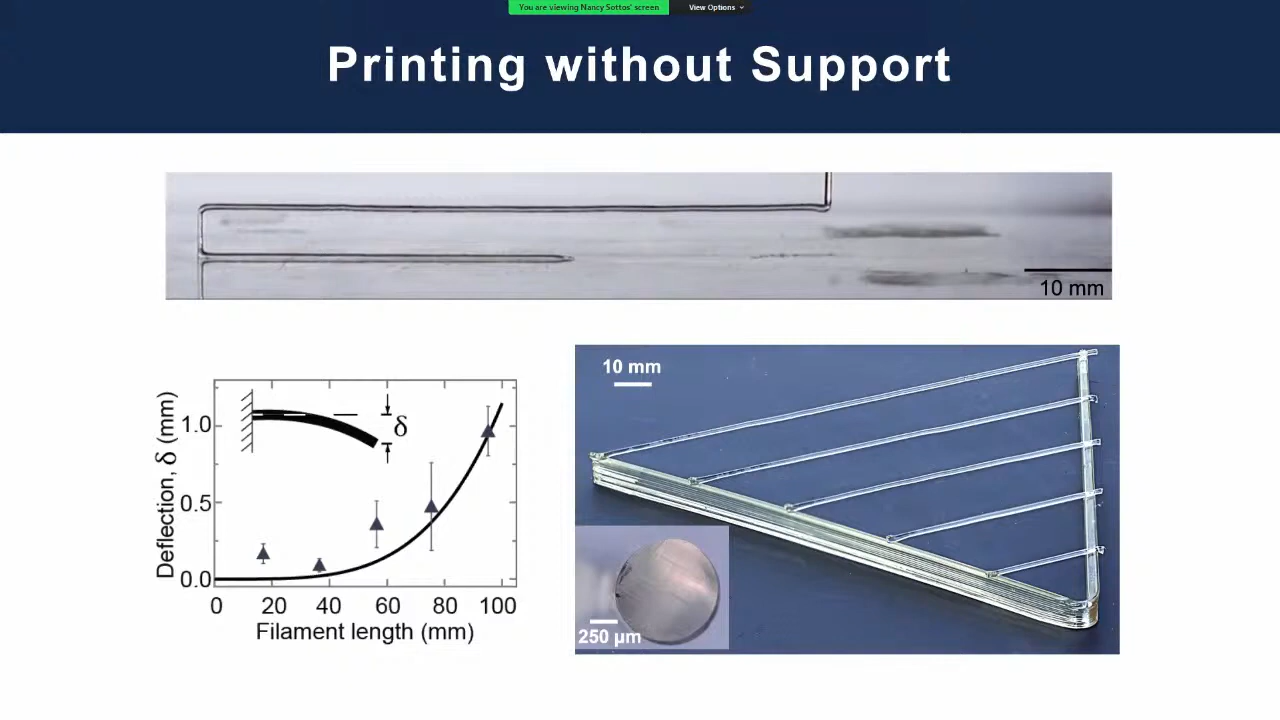 You are viewing Nancy Sottos' screen
View Options
Printing without Support
10 mm
Deflection, δ (mm)
1.0
0.5
0.0
δ
0 20 40 60 80 100
Filament length (mm)
10 mm
250 µm